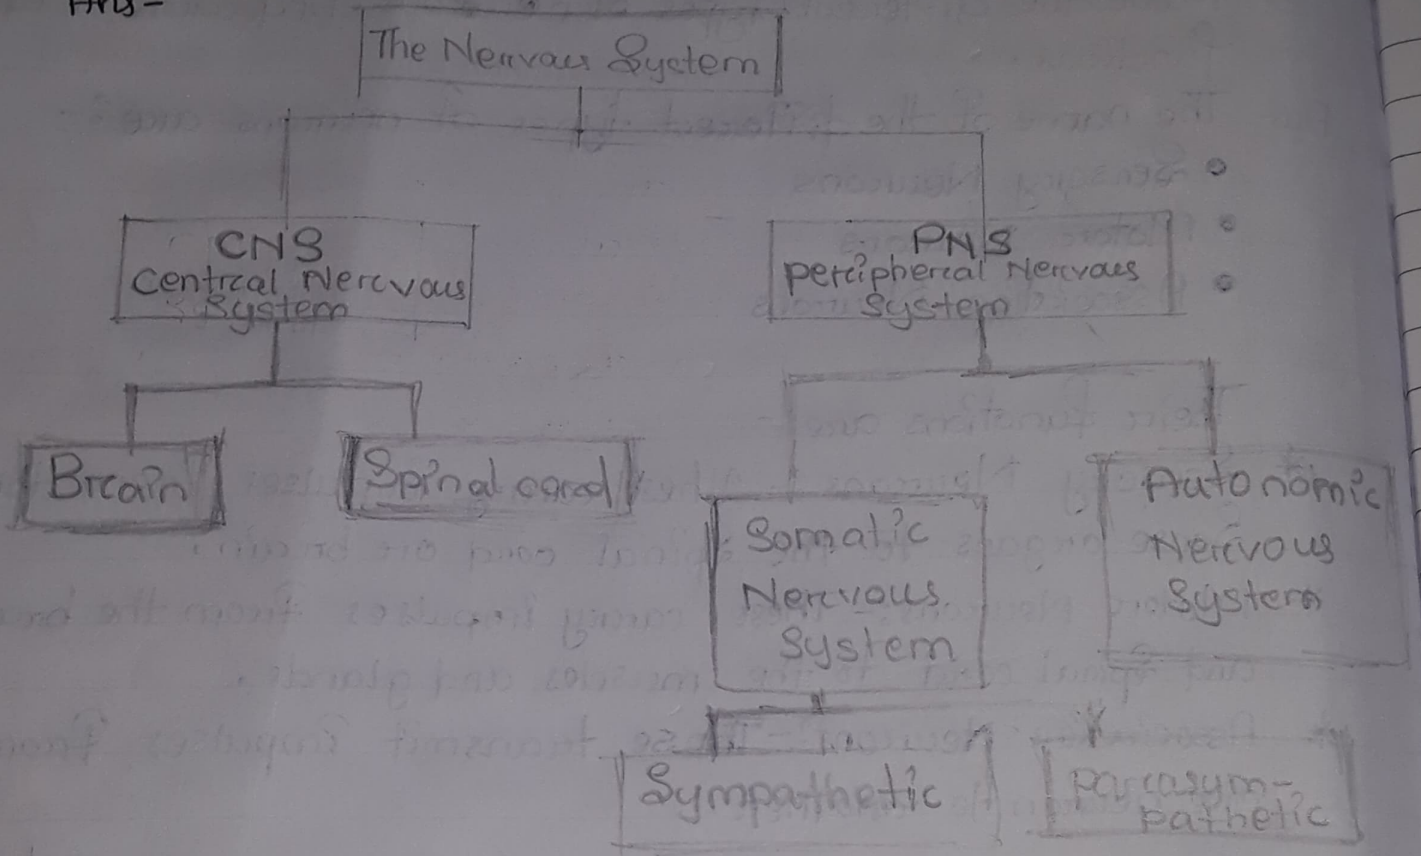 Ans-
The Nervous System
CNS
Central Nervous
System
PNS
Peripheral Nervous
System
Brain
Spinal cord
Somatic
Nervous
System
Autonomic
Nervous
System
Sympathetic
parasym-
pathetic